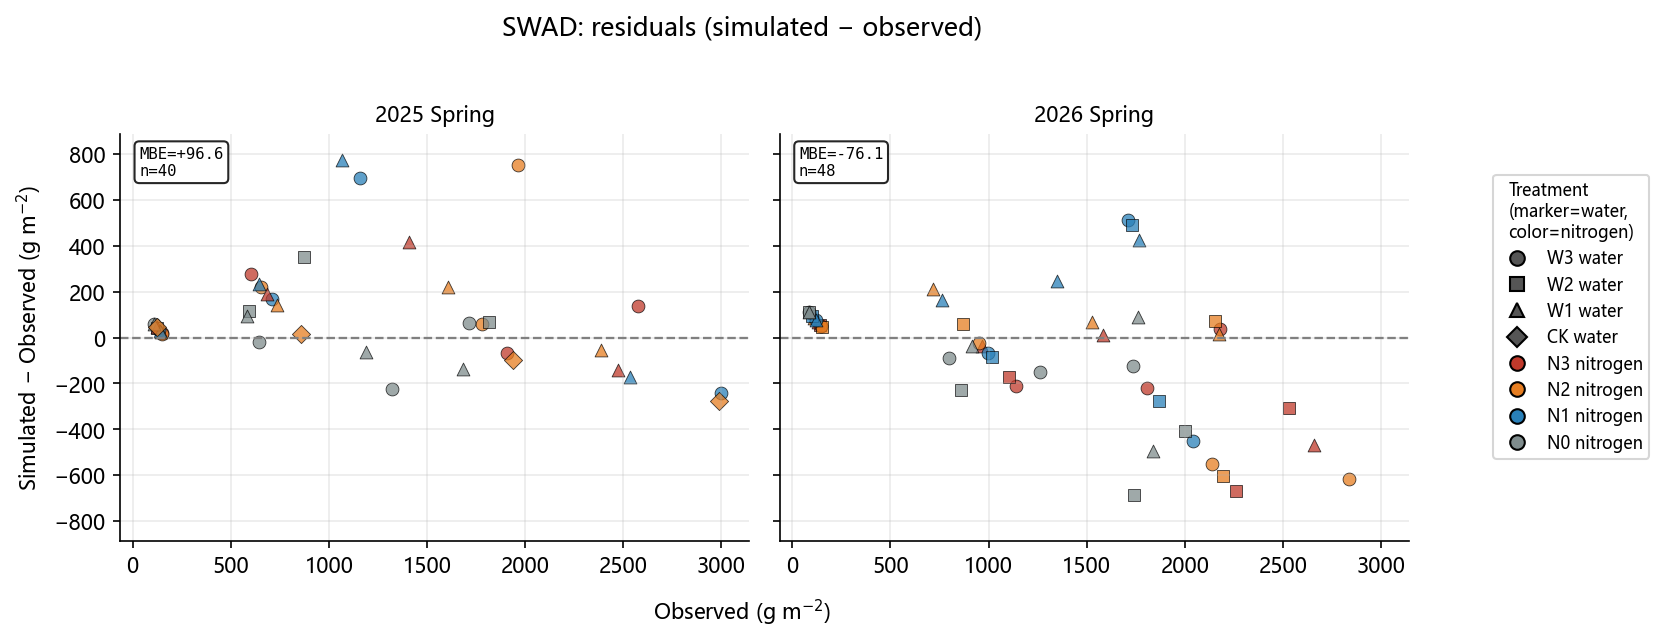 SWAD: residuals (simulated − observed)
2025 Spring
2026 Spring
MBE=+96.6
n=40
MBE=-76.1
n=48
Simulated − Observed (g m⁻²)
800
600
400
200
0
−200
−400
−600
−800
0 500 1000 1500 2000 2500 3000
0 500 1000 1500 2000 2500 3000
Observed (g m⁻²)
Treatment
(marker=water,
color=nitrogen)
W3 water
W2 water
W1 water
CK water
N3 nitrogen
N2 nitrogen
N1 nitrogen
N0 nitrogen